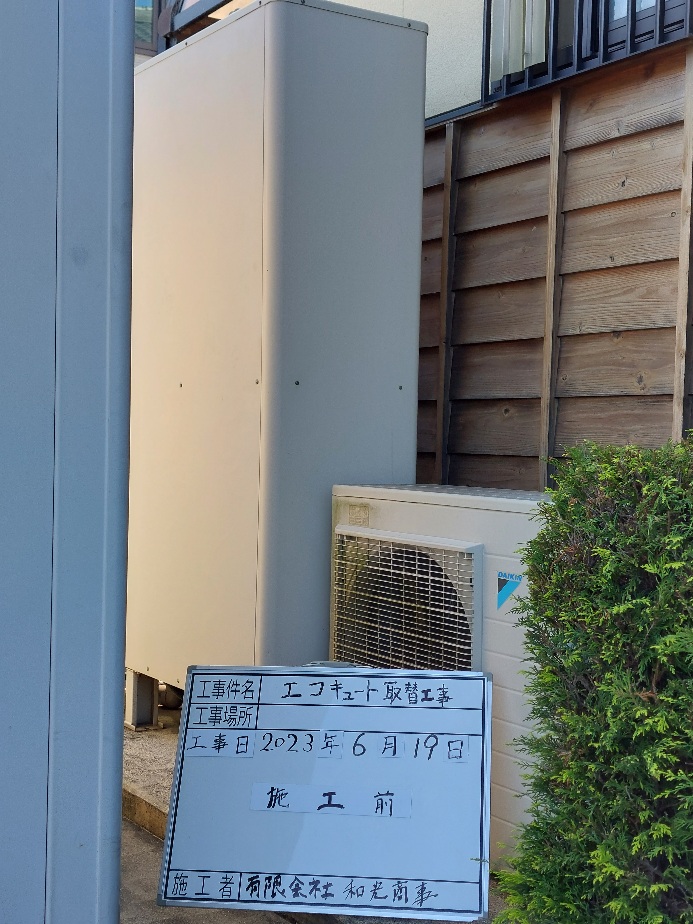 DAIKIN
工事件名 エコキュート取替工事
工事場所
工事日 2023年6月19日
施工前
施工者 有限会社 和光商事